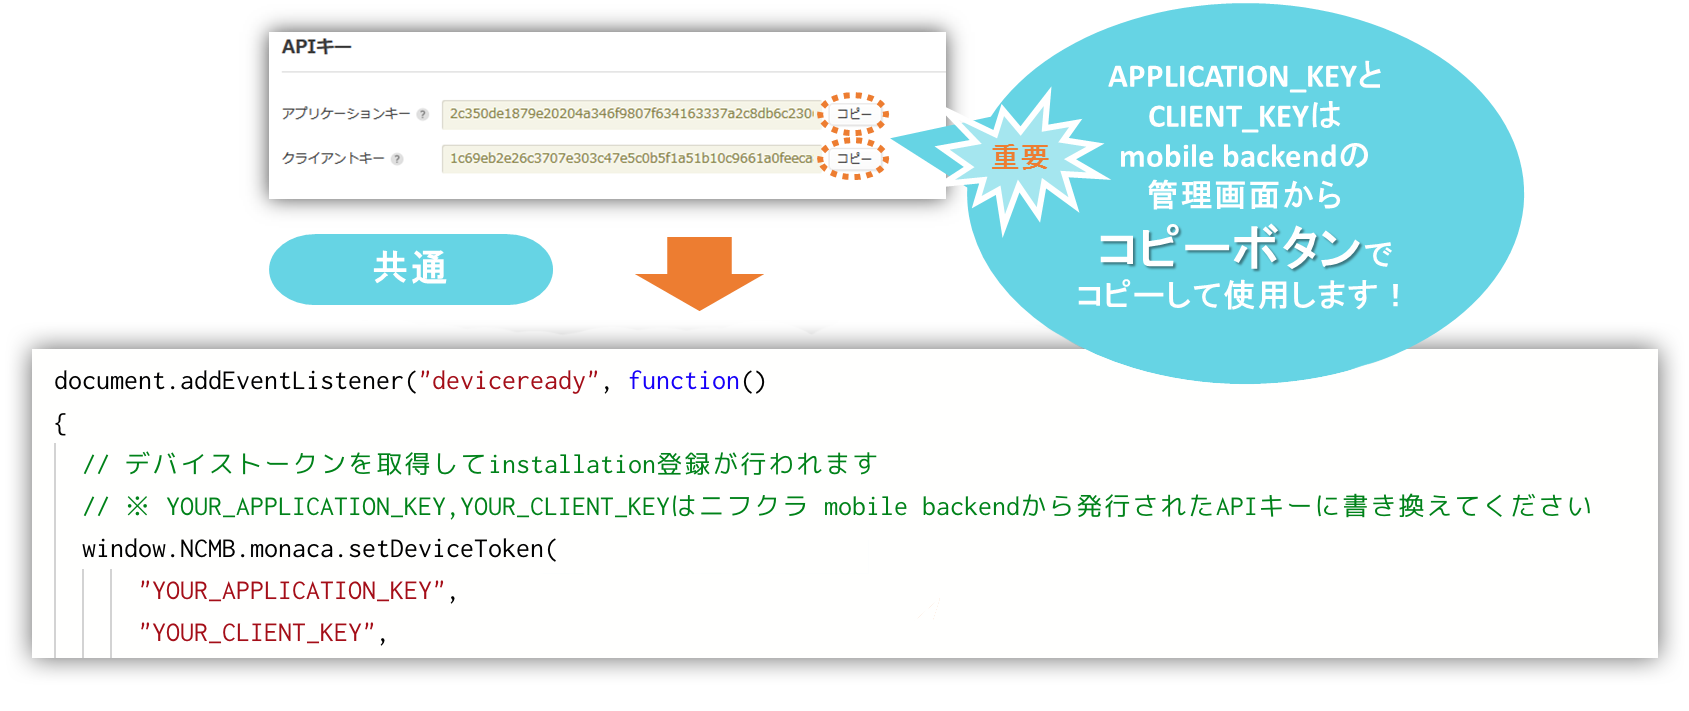 APIキー
アプリケーションキー ?
2c350de1879e20204a346f9807f634163337a2c8db6c230
コピー
クライアントキー ?
1c69eb2e26c3707e303c47e5c0b5f1a51b10c9661a0feeca
コピー
重要
APPLICATION_KEYと
CLIENT_KEYは
mobile backendの
管理画面から
コピーボタンで
コピーして使用します！
共通
document.addEventListener("deviceready", function()
{
// デバイストークンを取得してinstallation登録が行われます
// ※ YOUR_APPLICATION_KEY,YOUR_CLIENT_KEYはニフクラ mobile backendから発行されたAPIキーに書き換えてください
window.NCMB.monaca.setDeviceToken(
"YOUR_APPLICATION_KEY",
"YOUR_CLIENT_KEY",